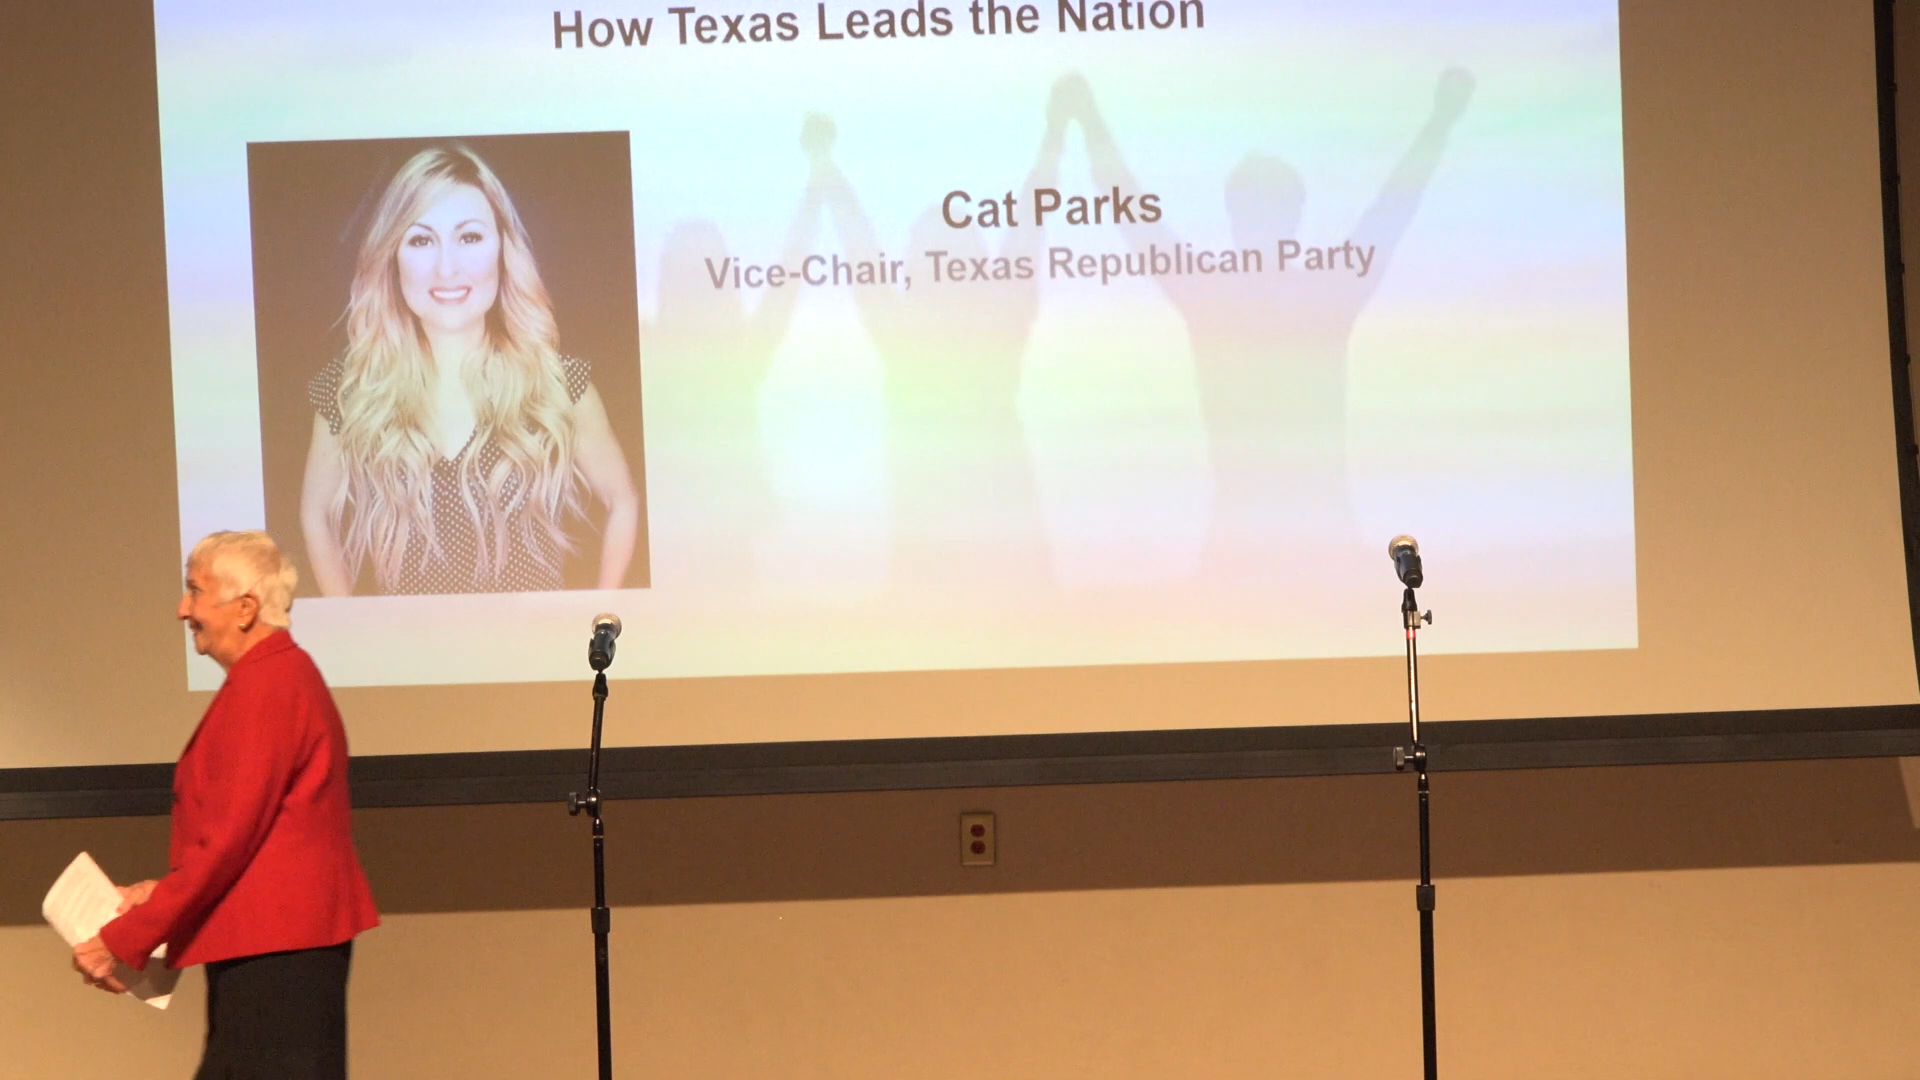 How Texas Leads the Nation
Cat Parks
Vice-Chair, Texas Republican Party